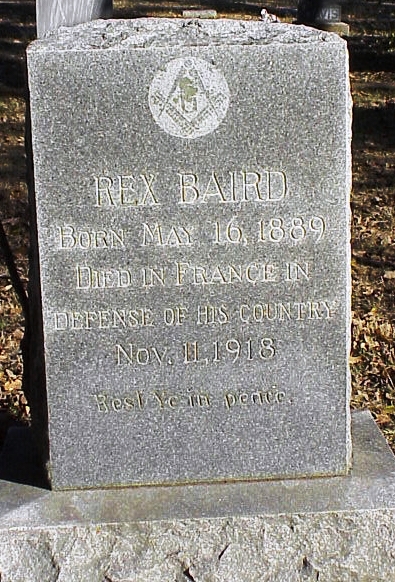 REX BAIRD
BORN MAY 16, 1889
DIED IN FRANCE IN
DEFENSE OF HIS COUNTRY
NOV. 11, 1918
Rest Ye in peace.